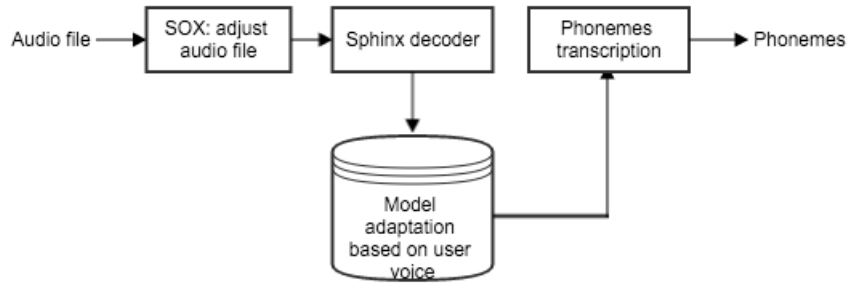 Audio file
SOX: adjust
audio file
Sphinx decoder
Phonemes
transcription
Phonemes
Model
adaptation
based on user
voice